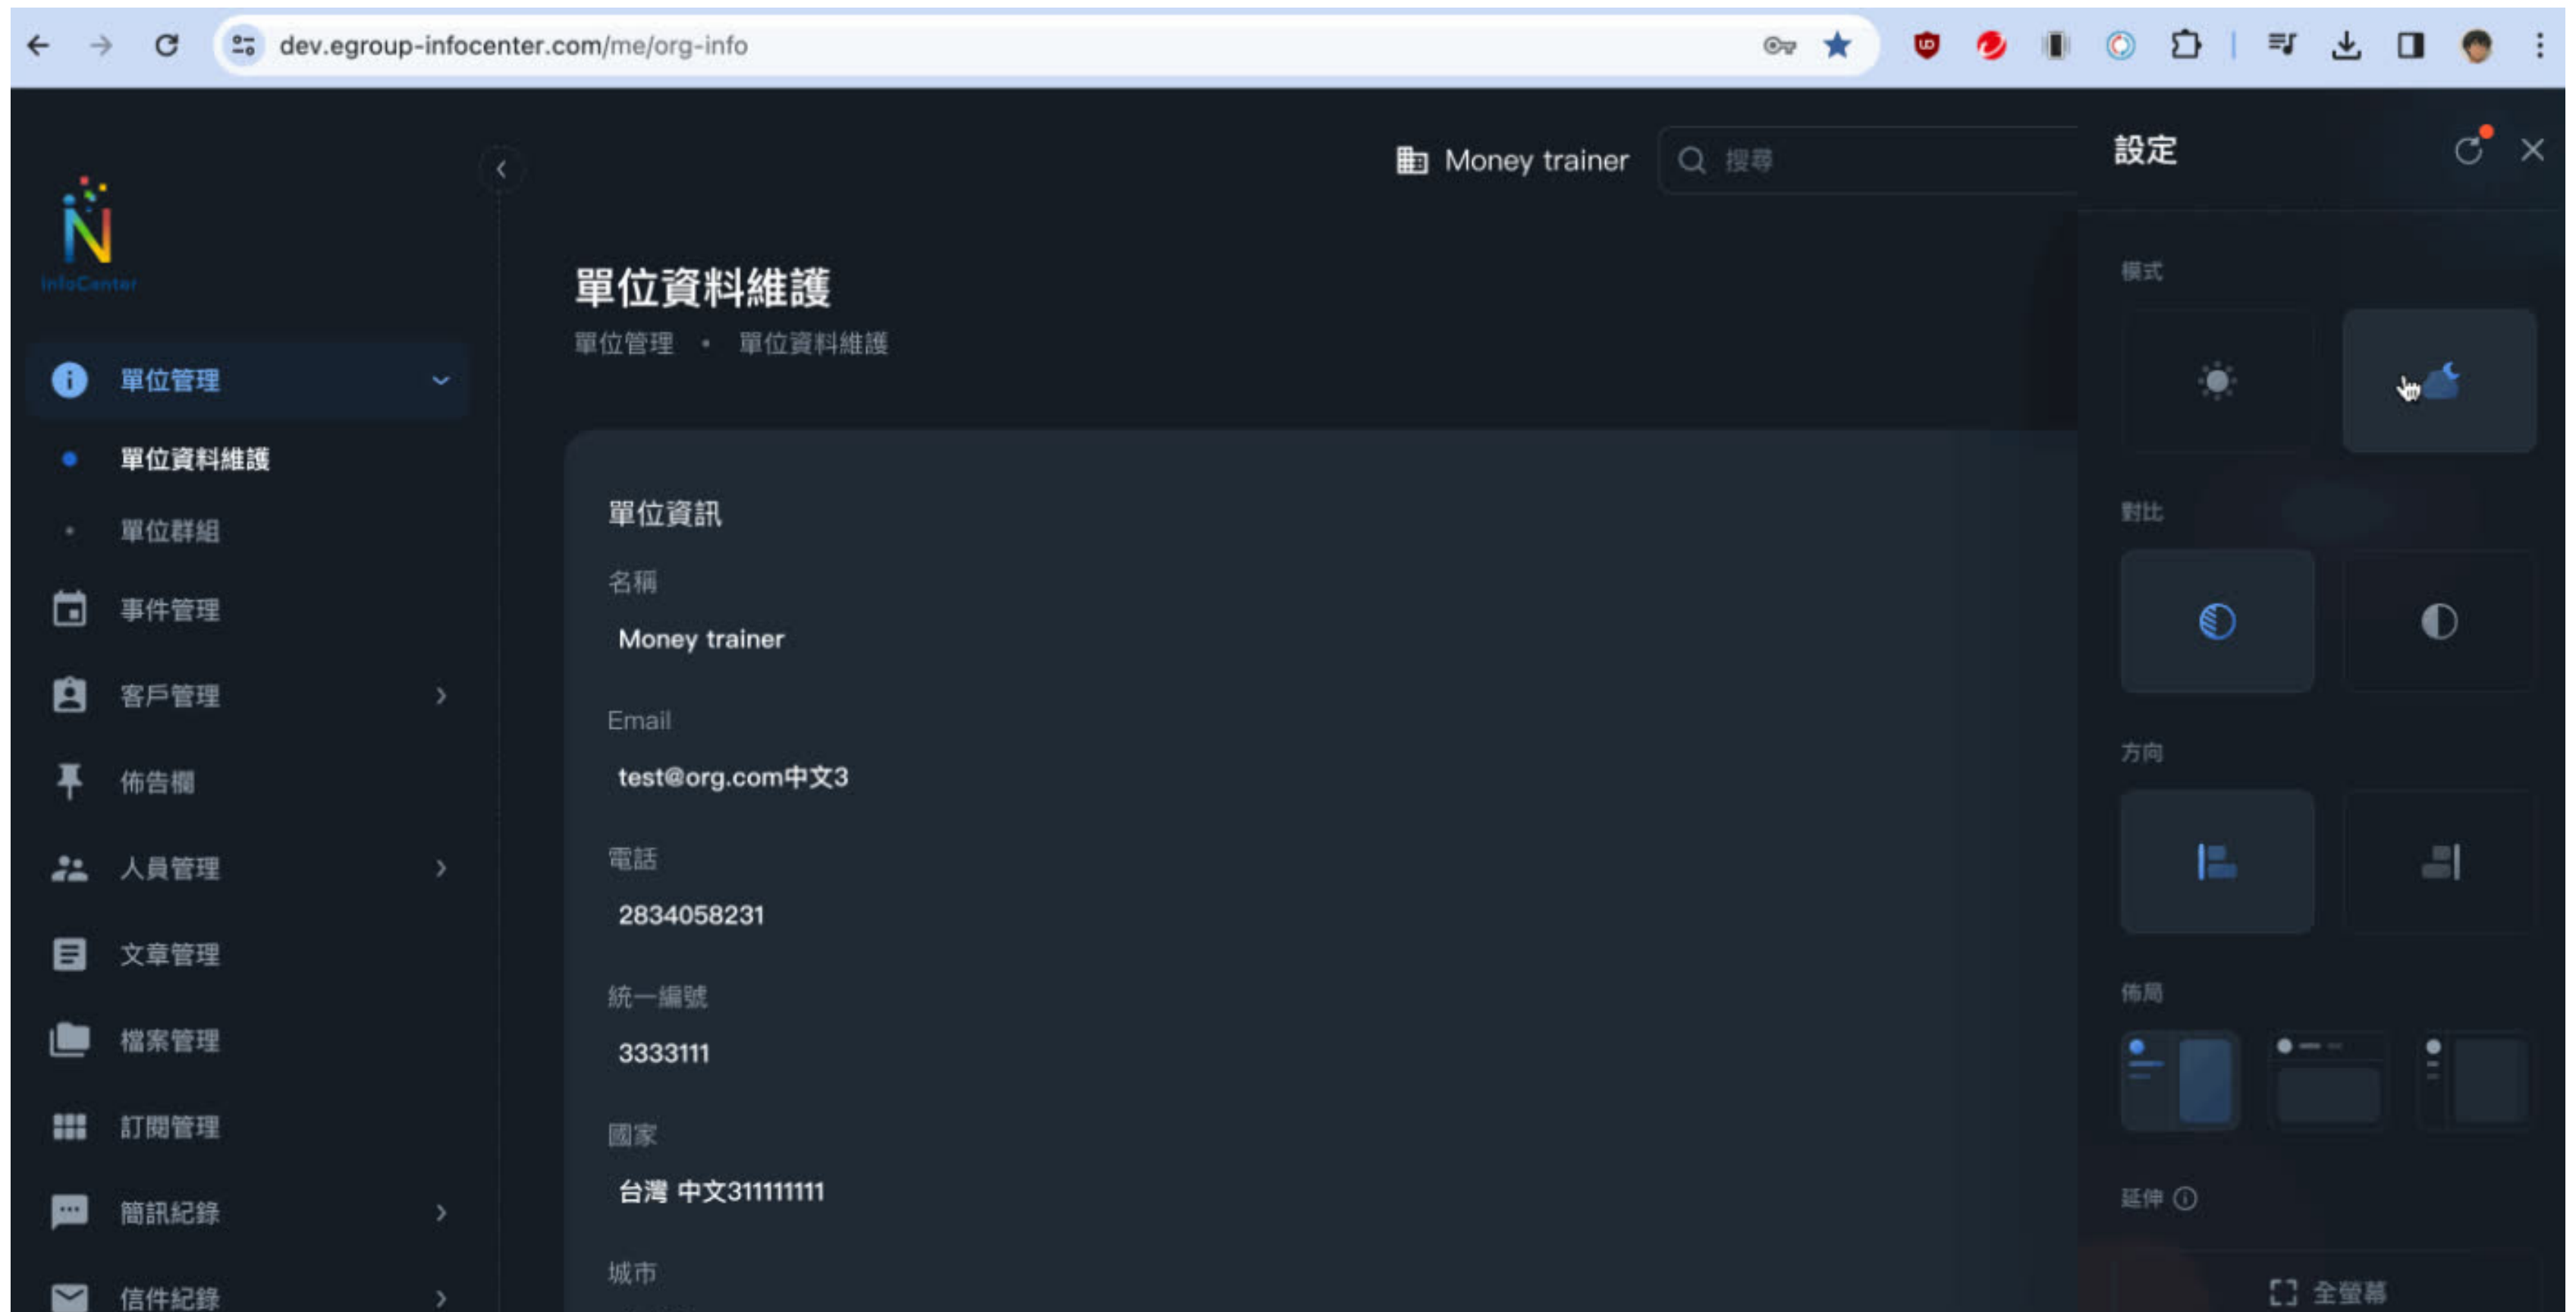 dev.egroup-infocenter.com/me/org-info
InfoCenter
Money trainer
搜尋
設定
單位管理
單位資料維護
單位群組
事件管理
客戶管理
佈告欄
人員管理
文章管理
檔案管理
訂閱管理
簡訊紀錄
信件紀錄
單位資料維護
單位管理 • 單位資料維護
單位資訊
名稱
Money trainer
Email
test@org.com中文3
電話
2834058231
統一編號
3333111
國家
台灣 中文311111111
城市
模式
對比
方向
佈局
延伸
全螢幕